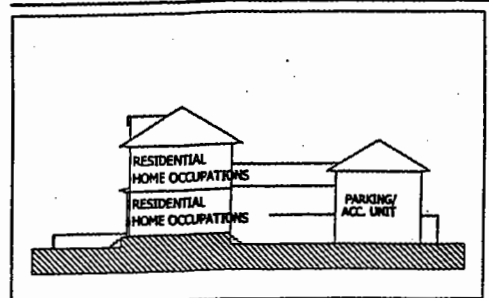 RESIDENTIAL
HOME OCCUPATIONS
RESIDENTIAL
HOME OCCUPATIONS
PARKING/
ACC. UNIT